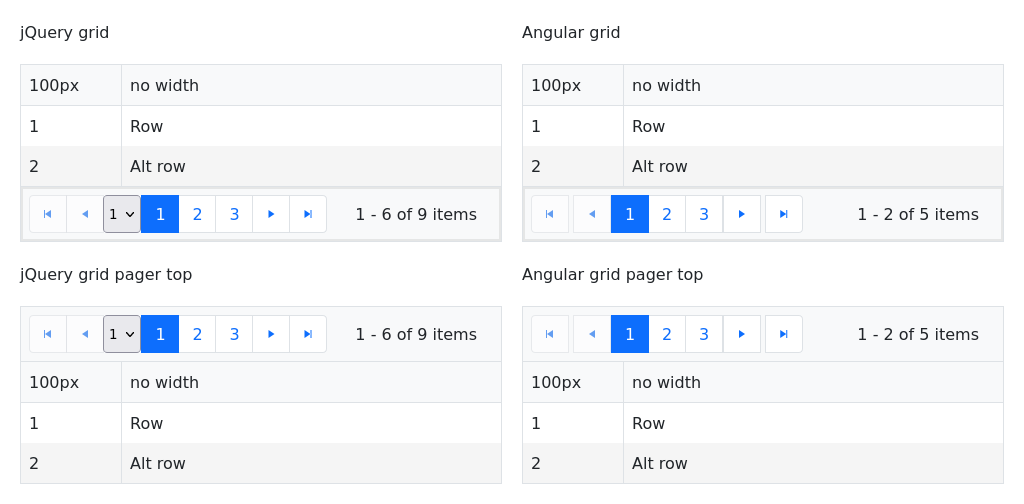 jQuery grid
100px no width
1 Row
2 Alt row
1 1 2 3 1 - 6 of 9 items
Angular grid
100px no width
1 Row
2 Alt row
1 2 3 1 - 2 of 5 items
jQuery grid pager top
1 1 2 3 1 - 6 of 9 items
100px no width
1 Row
2 Alt row
Angular grid pager top
1 2 3 1 - 2 of 5 items
100px no width
1 Row
2 Alt row